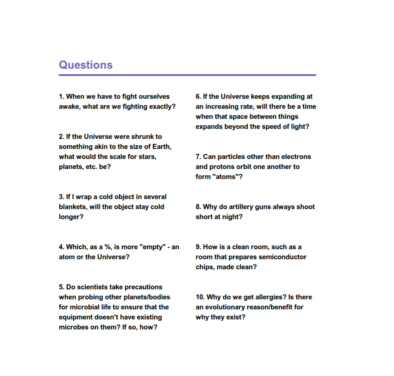 Questions
1. When we have to fight ourselves
awake, what are we fighting exactly?
2. If the Universe were shrunk to
something akin to the size of Earth,
what would the scale for stars,
planets, etc. be?
3. If I wrap a cold object in several
blankets, will the object stay cold
longer?
4. Which, as a %, is more "empty" - an
atom or the Universe?
5. Do scientists take precautions
when probing other planets/bodies
for microbial life to ensure that the
equipment doesn't have existing
microbes on them? If so, how?
6. If the Universe keeps expanding at
an increasing rate, will there be a time
when that space between things
expands beyond the speed of light?
7. Can particles other than electrons
and protons orbit one another to
form "atoms"?
8. Why do artillery guns always shoot
short at night?
9. How is a clean room, such as a
room that prepares semiconductor
chips, made clean?
10. Why do we get allergies? Is there
an evolutionary reason/benefit for
why they exist?